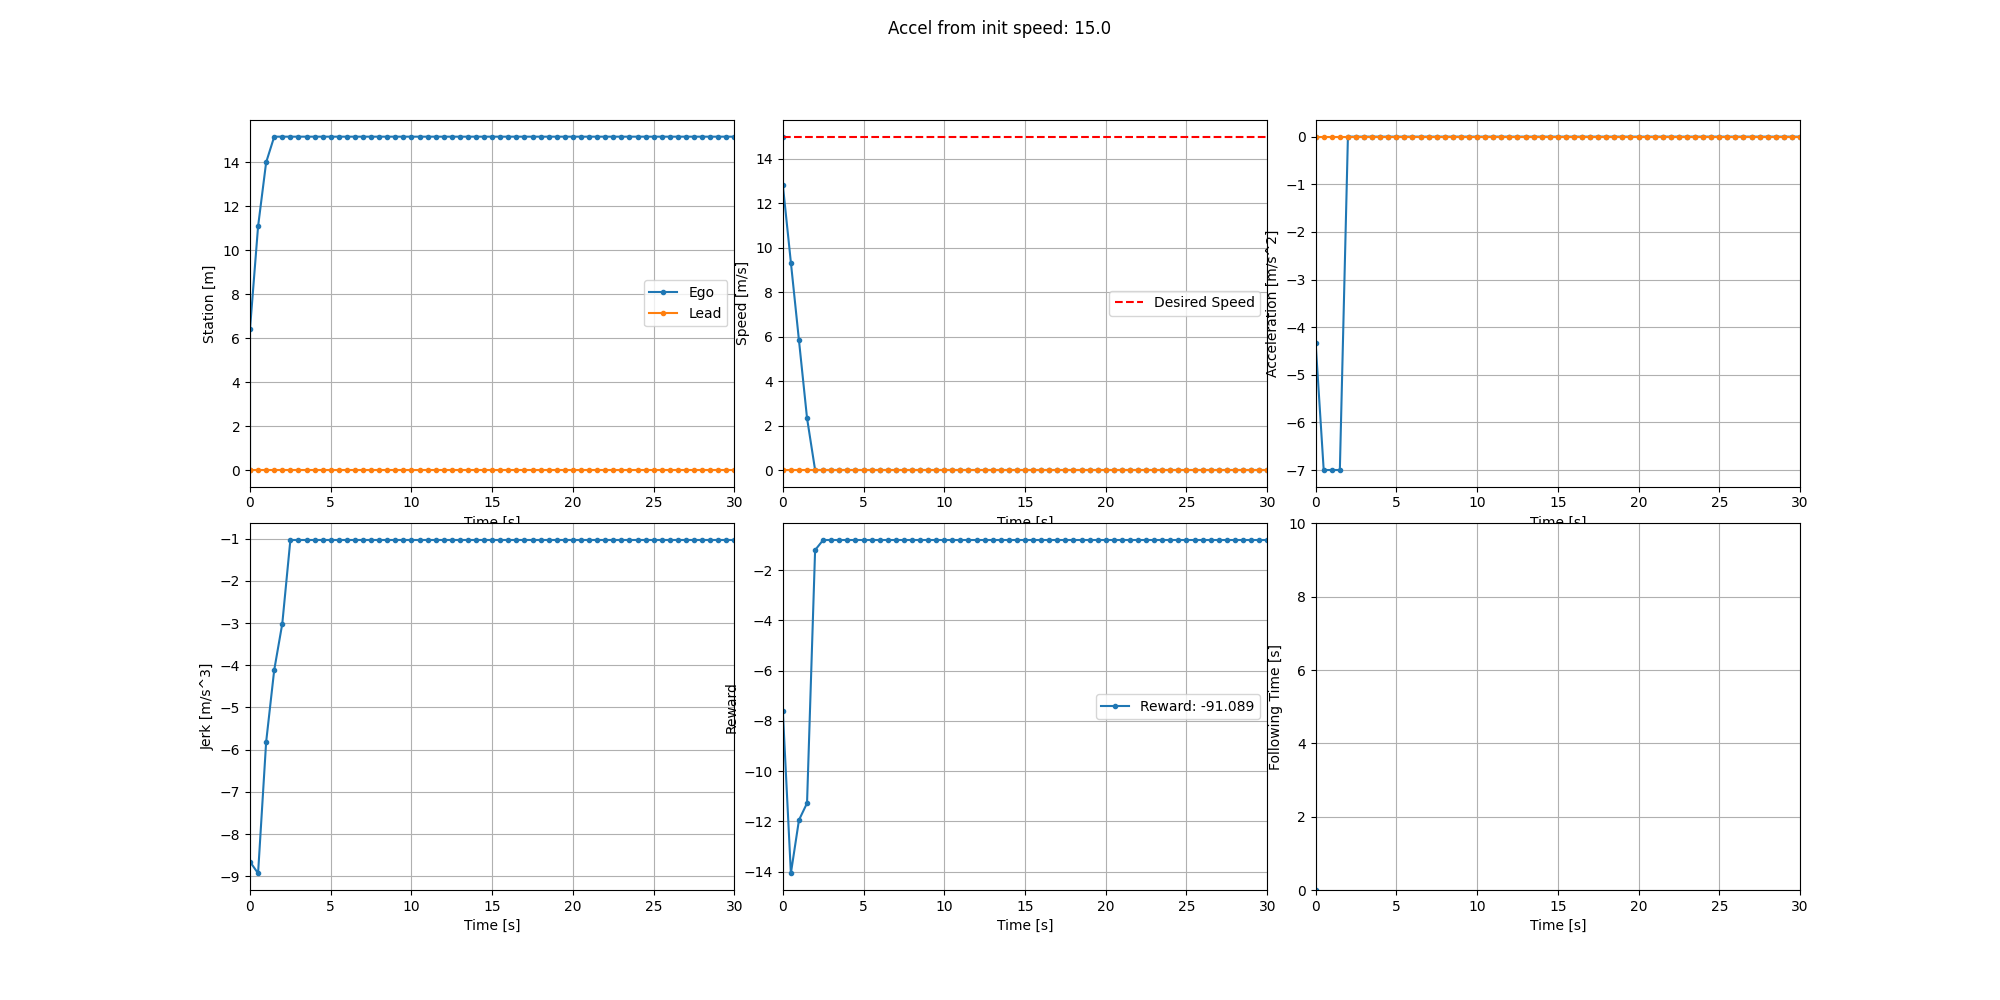 Accel from init speed: 15.0
Station [m]
14
12
10
8
6
4
2
0
0 5 10 15 20 25 30
Time [s]
Ego
Lead
Speed [m/s]
14
12
10
8
6
4
2
0
0 5 10 15 20 25 30
Time [s]
Desired Speed
Acceleration [m/s^2]
0
−1
−2
−3
−4
−5
−6
−7
0 5 10 15 20 25 30
Time [s]
Jerk [m/s^3]
−1
−2
−3
−4
−5
−6
−7
−8
−9
0 5 10 15 20 25 30
Time [s]
Reward
−2
−4
−6
−8
−10
−12
−14
0 5 10 15 20 25 30
Time [s]
Reward: -91.089
Following Time [s]
10
8
6
4
2
0
0 5 10 15 20 25 30
Time [s]